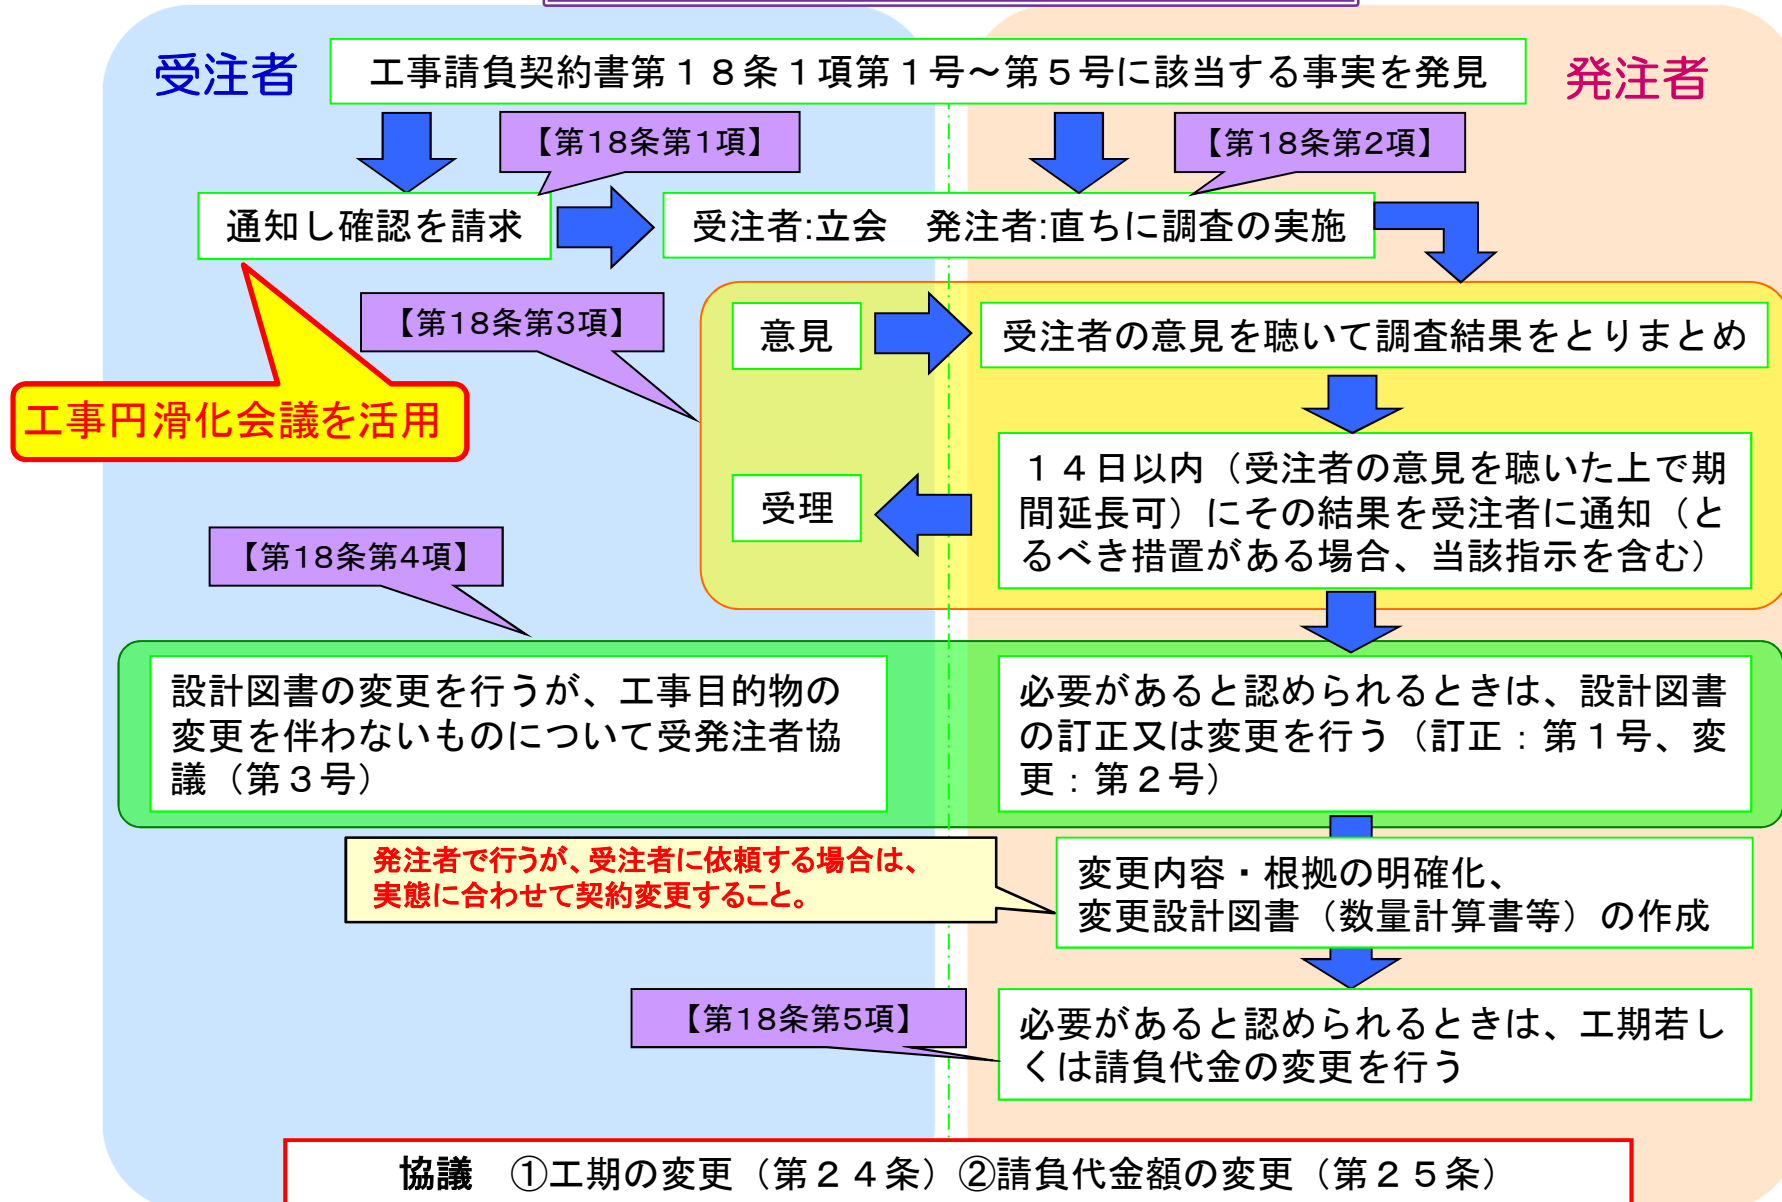 受注者
工事請負契約書第１８条１項第１号～第５号に該当する事実を発見
発注者
【第18条第1項】
【第18条第2項】
通知し確認を請求
受注者:立会　発注者:直ちに調査の実施
【第18条第3項】
意見
受注者の意見を聴いて調査結果をとりまとめ
工事円滑化会議を活用
受理
１４日以内（受注者の意見を聴いた上で期
間延長可）にその結果を受注者に通知（と
るべき措置がある場合、当該指示を含む）
【第18条第4項】
設計図書の変更を行うが、工事目的物の
変更を伴わないものについて受発注者協
議（第３号）
必要があると認められるときは、設計図書
の訂正又は変更を行う（訂正：第１号、変
更：第２号）
発注者で行うが、受注者に依頼する場合は、
実態に合わせて契約変更すること。
変更内容・根拠の明確化、
変更設計図書（数量計算書等）の作成
【第18条第5項】
必要があると認められるときは、工期若し
くは請負代金の変更を行う
協議　①工期の変更（第２４条）②請負代金額の変更（第２５条）